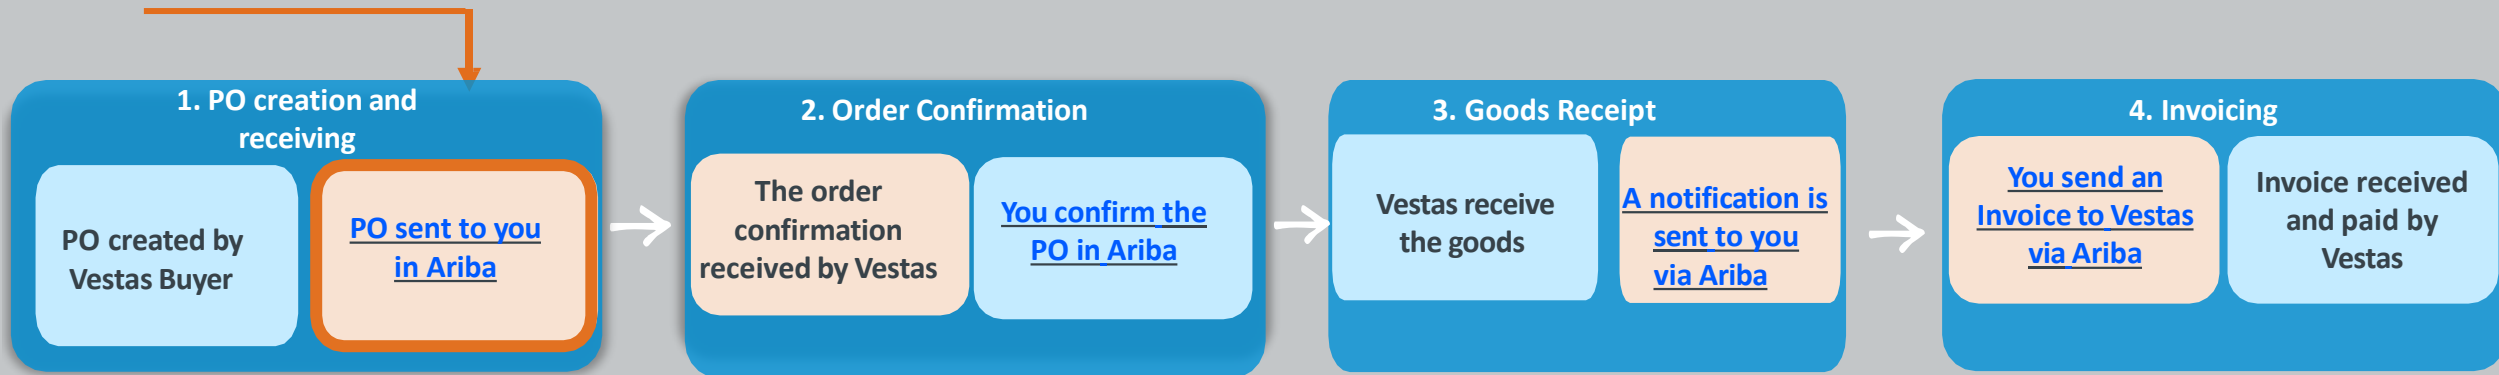 1. PO creation and
receiving
PO created by
Vestas Buyer
PO sent to you
in Ariba
2. Order Confirmation
The order
confirmation
received by Vestas
You confirm the
PO in Ariba
3. Goods Receipt
Vestas receive
the goods
A notification is
sent to you
via Ariba
4. Invoicing
You send an
Invoice to Vestas
via Ariba
Invoice received
and paid by
Vestas